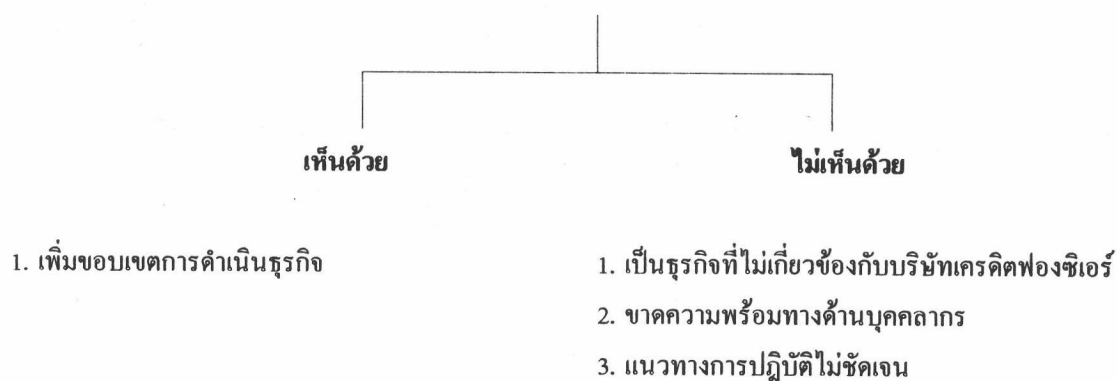 เห็นด้วย
ไม่เห็นด้วย
1. เพิ่มขอบเขตการดำเนินธุรกิจ
1. เป็นธุรกิจที่ไม่เกี่ยวข้องกับบริษัทเครดิตฟองซิเอร์
2. ขาดความพร้อมทางด้านบุคคลากร
3. แนวทางการปฏิบัติไม่ชัดเจน